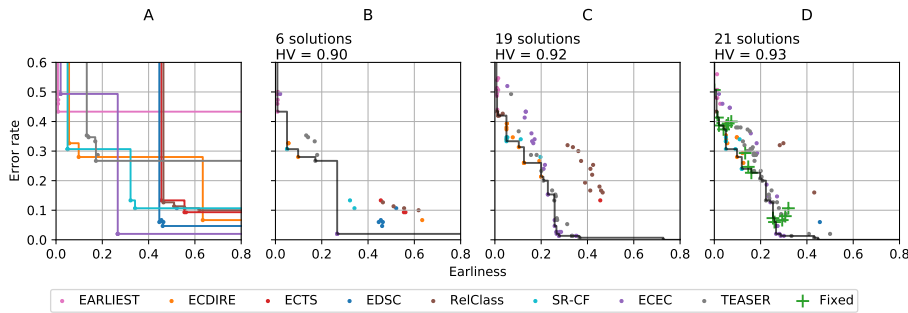 A B C D
6 solutions
HV = 0.90
19 solutions
HV = 0.92
21 solutions
HV = 0.93
Error rate
0.6
0.5
0.4
0.3
0.2
0.1
0.0
0.0 0.2 0.4 0.6 0.8
0.0 0.2 0.4 0.6 0.8
0.0 0.2 0.4 0.6 0.8
0.0 0.2 0.4 0.6 0.8
Earliness
EARLIEST ECDIRE ECTS EDSC RelClass SR-CF ECEC TEASER Fixed